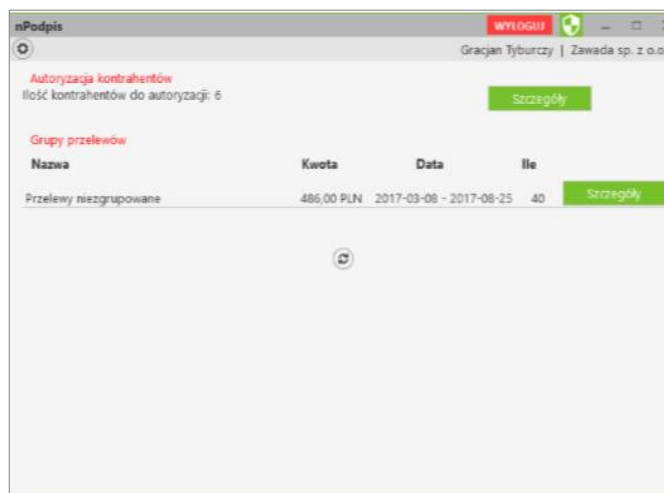 nPodpis WYLOGUJ
Gracjan Tyburczy | Zawada sp. z o.o
Autoryzacja kontrahentów
Ilość kontrahentów do autoryzacji: 6 Szczegóły
Grupy przelewów
Nazwa Kwota Data Ile
Przelewy niezgrupowane 486,00 PLN 2017-03-08 - 2017-08-25 40 Szczegóły